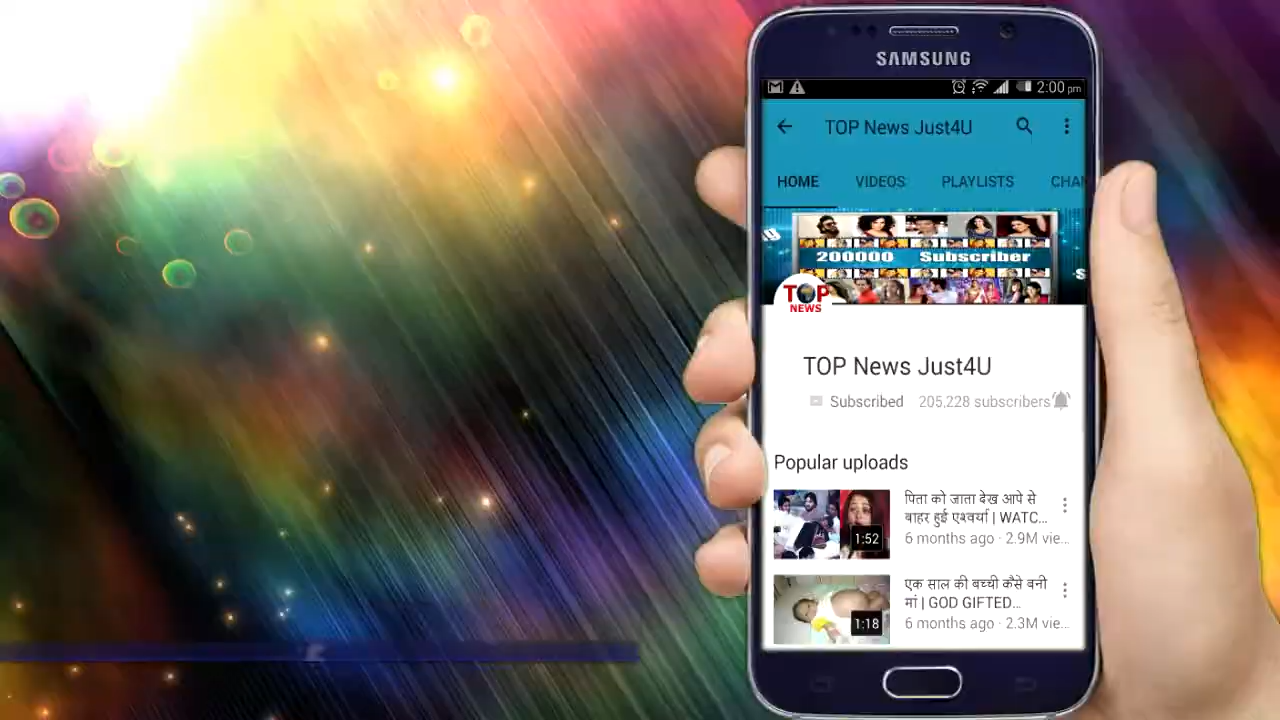 SAMSUNG
2:00 pm
TOP News Just4U
HOME VIDEOS PLAYLISTS CHAN
200000 Subscriber
TOP
NEWS
TOP News Just4U
Subscribed 205,228 subscribers
Popular uploads
पिता को जाता देख आपे से
बाहर हुई एश्वर्या | WATC...
6 months ago · 2.9M vie...
1:52
एक साल की बच्ची कैसे बनी
मां | GOD GIFTED...
6 months ago · 2.3M vie...
1:18